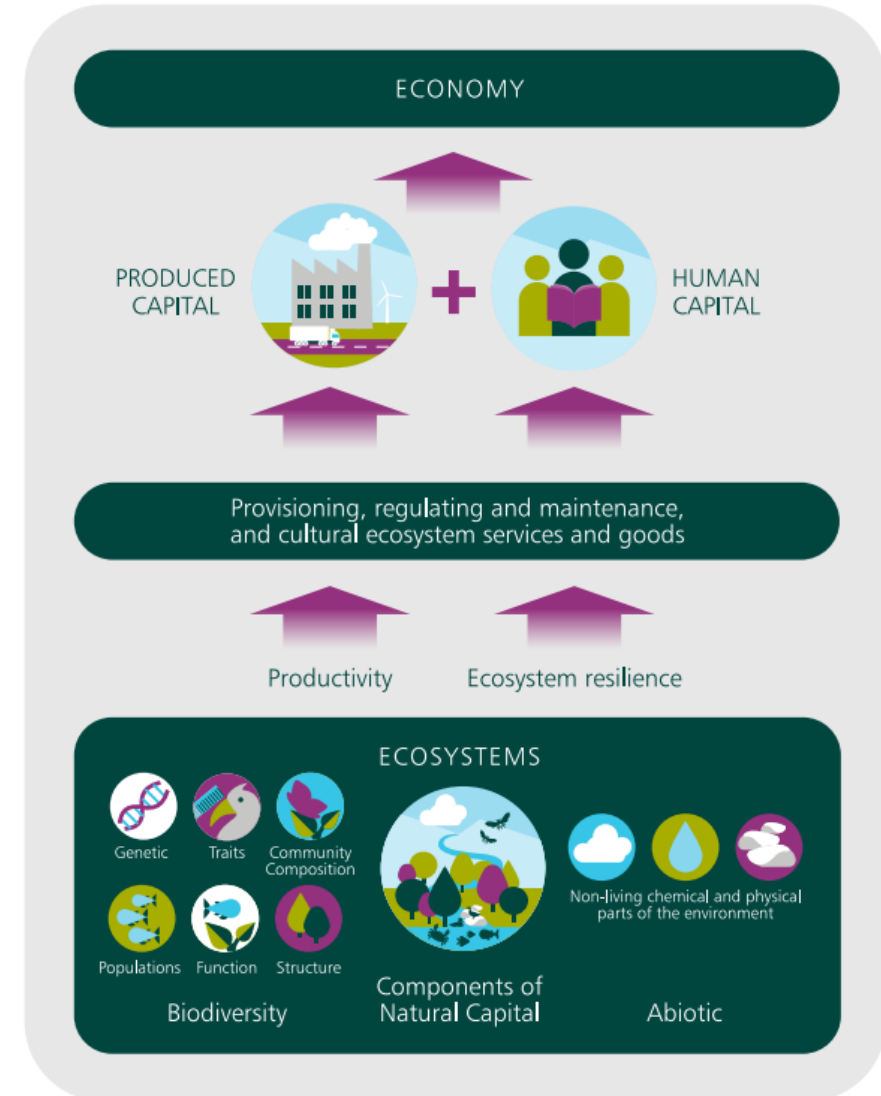 ECONOMY
PRODUCED
CAPITAL
HUMAN
CAPITAL
Provisioning, regulating and maintenance,
and cultural ecosystem services and goods
Productivity
Ecosystem resilience
ECOSYSTEMS
Genetic
Traits
Community
Composition
Populations
Function
Structure
Biodiversity
Components of
Natural Capital
Non-living chemical and physical
parts of the environment
Abiotic